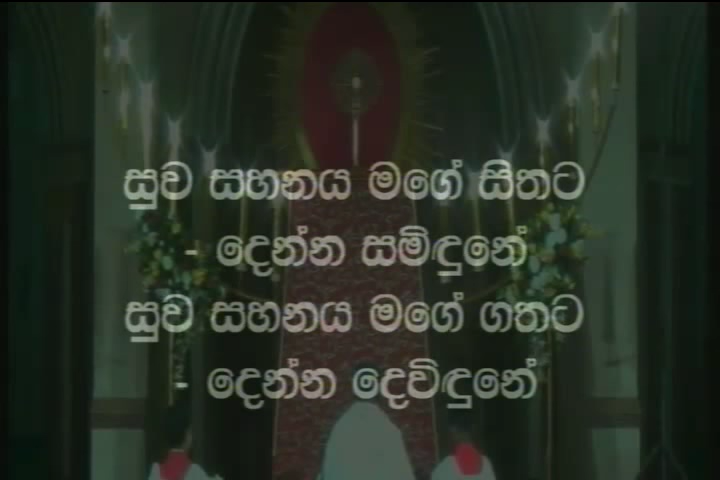 සුව සහනය මගේ සිතට
- දෙන්න සමිඳුනේ
සුව සහනය මගේ ගතට
- දෙන්න දෙවිඳුනේ